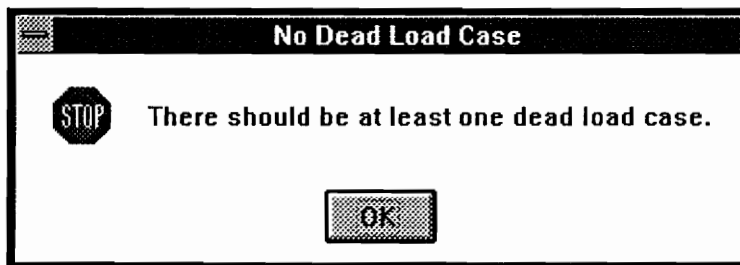 No Dead Load Case
STOP
There should be at least one dead load case.
OK